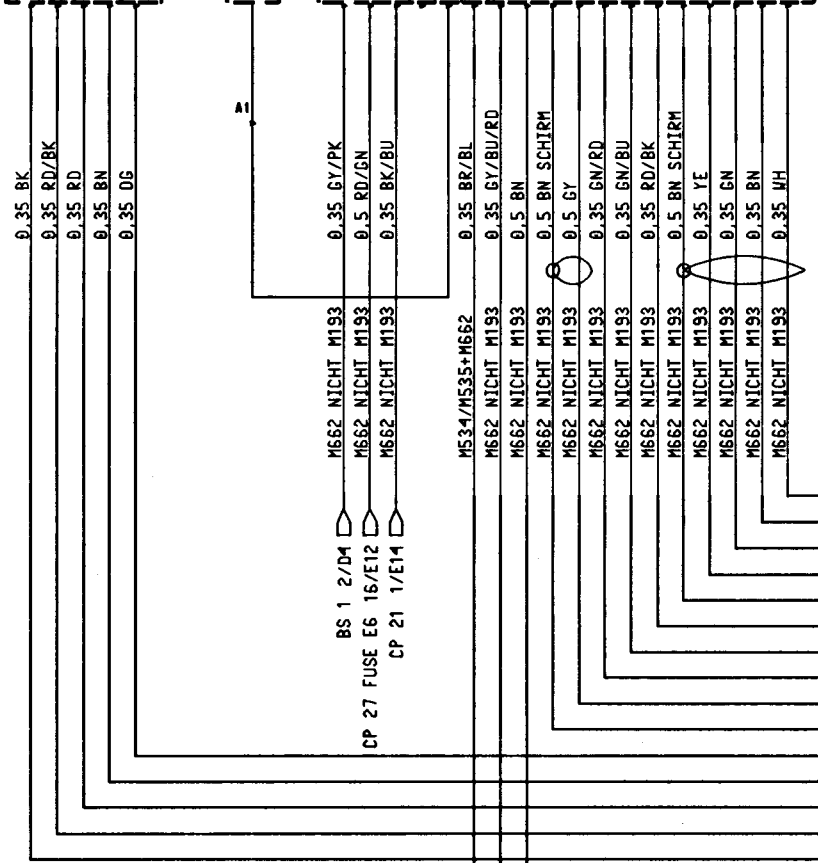 0,35 BK
0,35 RD/BK
0,35 RD
0,35 BN
0,35 OG
A1
0,35 GY/PK
0,5 RD/GN
0,35 BK/BU
0,35 BR/BL
0,35 GY/BU/RD
0,5 BN
0,5 BN SCHIRM
0,5 GY
0,35 GN/RD
0,35 GN/BU
0,35 RD/BK
0,5 BN SCHIRM
0,35 YE
0,35 GN
0,35 BN
0,35 WH
M662 NICHT M193
M662 NICHT M193
M662 NICHT M193
M534/M535+M662
M662 NICHT M193
M662 NICHT M193
M662 NICHT M193
M662 NICHT M193
M662 NICHT M193
M662 NICHT M193
M662 NICHT M193
M662 NICHT M193
M662 NICHT M193
M662 NICHT M193
M662 NICHT M193
M662 NICHT M193
BS 1 2/D4
CP 27 FUSE E6 16/E12
CP 21 1/E14